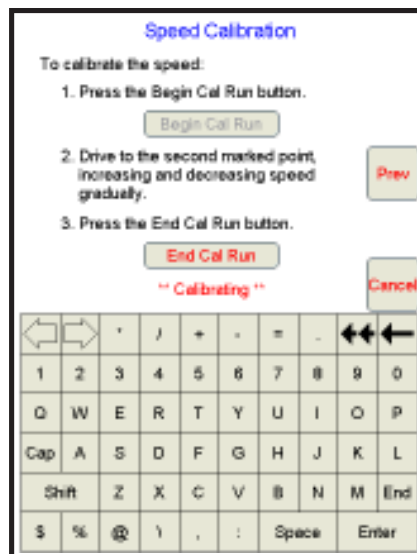 Speed Calibration
To calibrate the speed:
1. Press the Begin Cal Run button.
Begin Cal Run
2. Drive to the second marked point,
increasing and decreasing speed
gradually.
Prev
3. Press the End Cal Run button.
End Cal Run
** Calibrating **
Cancel
/ + - = .
1 2 3 4 5 6 7 8 9 0
Q W E R T Y U I O P
Cap A S D F G H J K L
Shift Z X C V B N M End
$ % @ \ , : Space Enter